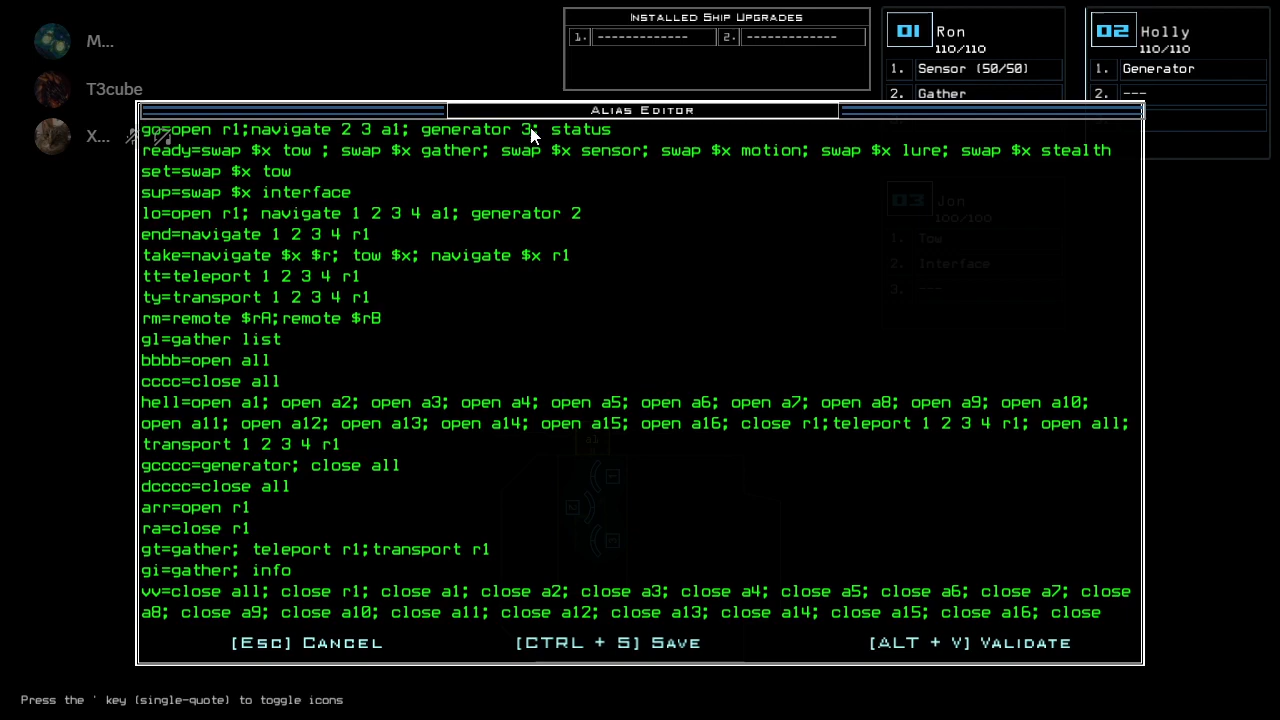 M...
T3cube
X...
Installed Ship Upgrades
1. ------------- 2. -------------
01 Ron
110/110
1. Sensor (50/50)
2. Gather
02 Holly
110/110
1. Generator
2. ---
Alias Editor
go=open r1;navigate 2 3 a1; generator 3; status
ready=swap $x tow ; swap $x gather; swap $x sensor; swap $x motion; swap $x lure; swap $x stealth
set=swap $x tow
sup=swap $x interface
lo=open r1; navigate 1 2 3 4 a1; generator 2
end=navigate 1 2 3 4 r1
take=navigate $x $r; tow $x; navigate $x r1
tt=teleport 1 2 3 4 r1
ty=transport 1 2 3 4 r1
rm=remote $rA;remote $rB
gl=gather list
bbbb=open all
cccc=close all
hell=open a1; open a2; open a3; open a4; open a5; open a6; open a7; open a8; open a9; open a10;
open a11; open a12; open a13; open a14; open a15; open a16; close r1;teleport 1 2 3 4 r1; open all;
transport 1 2 3 4 r1
gcccc=generator; close all
dcccc=close all
arr=open r1
ra=close r1
gt=gather; teleport r1;transport r1
gi=gather; info
vv=close all; close r1; close a1; close a2; close a3; close a4; close a5; close a6; close a7; close
a8; close a9; close a10; close a11; close a12; close a13; close a14; close a15; close a16; close
03 Jon
100/100
1. Tow
2. Interface
3. ---
a1
[Esc] Cancel [CTRL + S] Save [ALT + V] Validate
Press the ' key (single-quote) to toggle icons